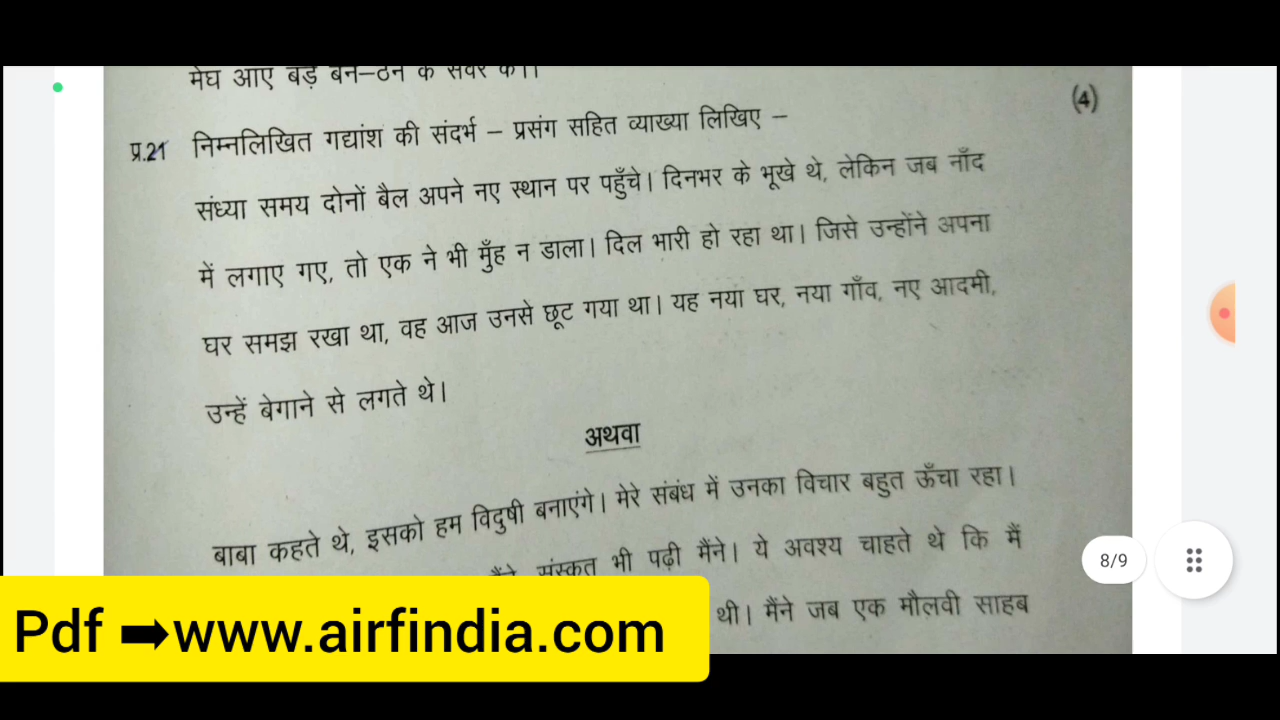 मेघ आए बड़े बन-ठन के सँवर के।।
(4)
प्र.21 निम्नलिखित गद्यांश की संदर्भ – प्रसंग सहित व्याख्या लिखिए –
संध्या समय दोनों बैल अपने नए स्थान पर पहुँचे। दिनभर के भूखे थे, लेकिन जब नाँद
में लगाए गए, तो एक ने भी मुँह न डाला। दिल भारी हो रहा था। जिसे उन्होंने अपना
घर समझ रखा था, वह आज उनसे छूट गया था। यह नया घर, नया गाँव, नए आदमी,
उन्हें बेगाने से लगते थे।
अथवा
बाबा कहते थे, इसको हम विदुषी बनाएंगे। मेरे संबंध में उनका विचार बहुत ऊँचा रहा।
संस्कृत भी पढ़ी मैंने। ये अवश्य चाहते थे कि मैं
थी। मैंने जब एक मौलवी साहब
8/9
Pdf ➡www.airfindia.com